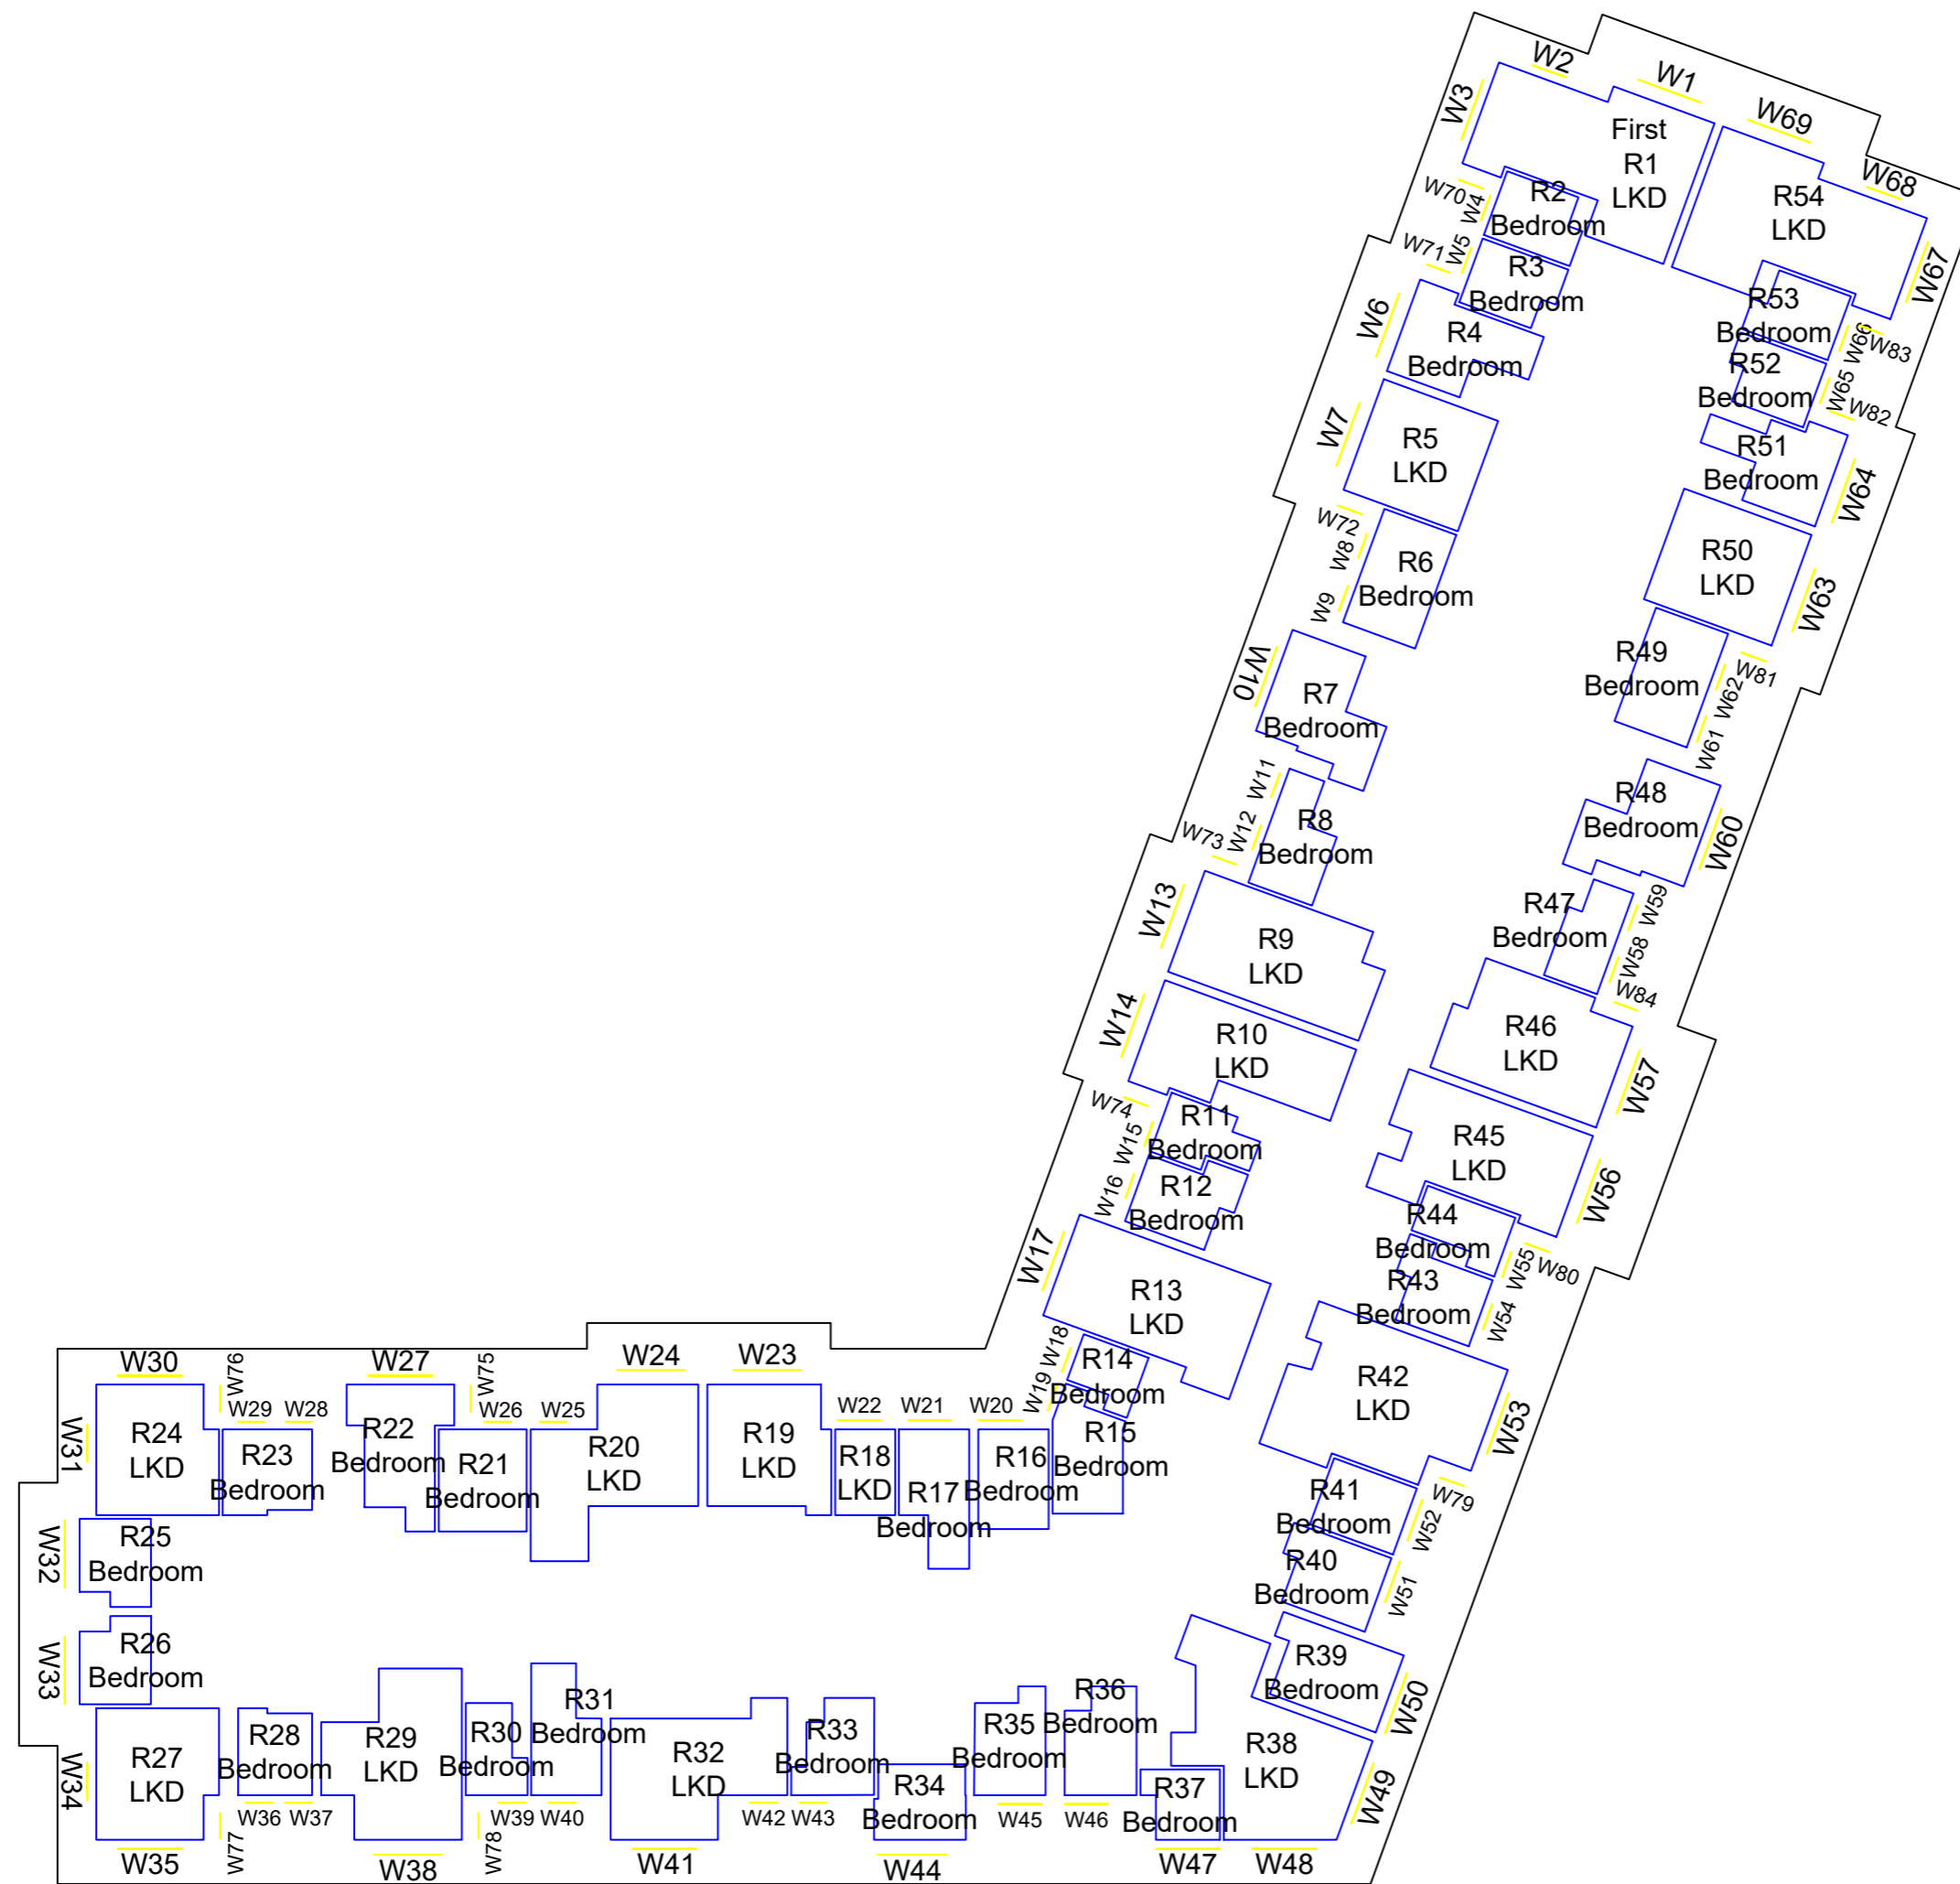 W2
W1
W3
W69
First
R1
LKD
W68
W70
W4
R2
Bedroom
R54
LKD
W71
W5
R3
Bedroom
W67
R53
Bedroom
W66
W83
W6
R4
Bedroom
R52
Bedroom
W65
W82
W7
R5
LKD
R51
Bedroom
W64
W72
W8
R6
Bedroom
W9
R50
LKD
W63
W10
R7
Bedroom
R49
Bedroom
W81
W62
W61
W11
W12
W73
R8
Bedroom
R48
Bedroom
W60
W13
R9
LKD
R47
Bedroom
W59
W58
W84
W14
R10
LKD
R46
LKD
W57
W74
W15
R11
Bedroom
R45
LKD
W56
W16
R12
Bedroom
R44
Bedroom
W55
W80
W17
R13
LKD
R43
Bedroom
W54
W18
W19
R14
Bedroom
R42
LKD
W53
W30
W76
W27
W75
W24
W23
W31
W29
W28
W26
W25
W22
W21
W20
R24
LKD
R23
Bedroom
R22
Bedroom
R21
Bedroom
R20
LKD
R19
LKD
R18
LKD
R17
Bedroom
R16
Bedroom
R15
Bedroom
R41
Bedroom
W79
W52
W32
R25
Bedroom
R40
Bedroom
W51
W33
R26
Bedroom
R39
Bedroom
W50
W34
R27
LKD
R28
Bedroom
R29
LKD
R30
Bedroom
R31
Bedroom
R32
LKD
R33
Bedroom
R34
Bedroom
R35
Bedroom
R36
Bedroom
R37
Bedroom
R38
LKD
W49
W36
W37
W39
W40
W42
W43
W45
W46
W35
W77
W38
W78
W41
W44
W47
W48